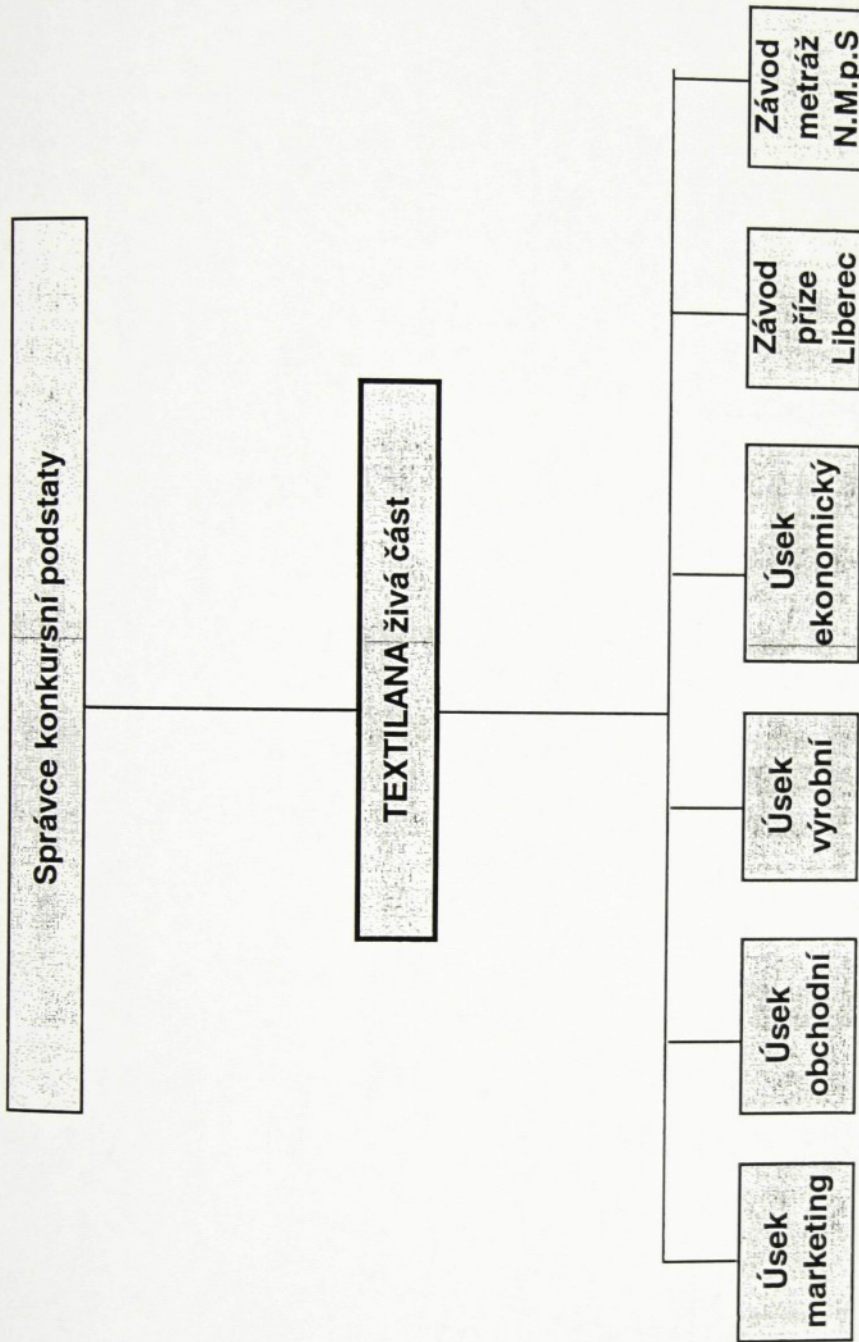 Správce konkursní podstaty
TEXTILANA živá část
Úsek
marketing
Úsek
obchodní
Úsek
výrobní
Úsek
ekonomický
Závod
příze
Liberec
Závod
metráž
N.M.p.S